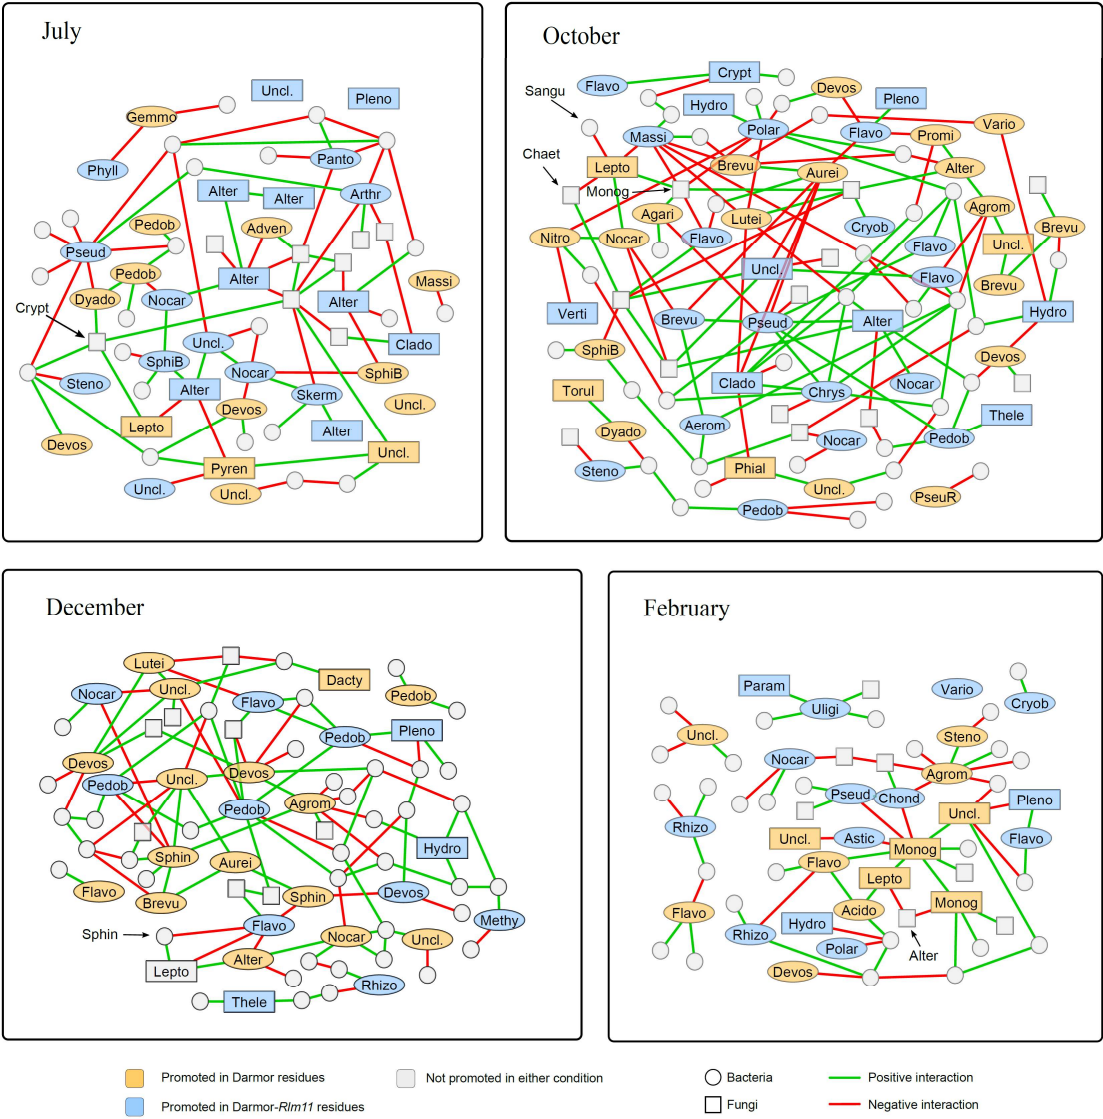 July
Uncl.
Pleno
Gemmo
Phyll
Panto
Alter
Alter
Arthr
Pedob
Adven
Pseud
Pedob
Alter
Massi
Dyado
Nocar
Alter
Crypt
Uncl.
Clado
SphiB
Steno
Nocar
SphiB
Alter
Skerm
Devos
Uncl.
Lepto
Alter
Devos
Uncl.
Pyren
Uncl.
Uncl.
October
Crypt
Flavo
Devos
Sangu
Hydro
Pleno
Massi
Polar
Flavo
Promi
Vario
Chaet
Lepto
Brevu
Aurei
Alter
Monog
Agari
Lutei
Agrom
Nitro
Nocar
Flavo
Cryob
Flavo
Uncl.
Brevu
Uncl.
Flavo
Brevu
Verti
Brevu
Pseud
Alter
Hydro
SphiB
Devos
Torul
Clado
Chrys
Nocar
Thele
Dyado
Aerom
Nocar
Pedob
Steno
Phial
Uncl.
PseuR
Pedob
December
Lutei
Nocar
Uncl.
Dacty
Flavo
Pedob
Pedob
Pleno
Devos
Pedob
Uncl.
Devos
Pedob
Agrom
Hydro
Sphin
Aurei
Flavo
Brevu
Sphin
Devos
Methy
Sphin
Flavo
Nocar
Uncl.
Lepto
Alter
Rhizo
Thele
February
Param
Vario
Uligi
Cryob
Uncl.
Steno
Nocar
Agrom
Pseud
Chond
Pleno
Rhizo
Uncl.
Uncl.
Astic
Monog
Flavo
Flavo
Lepto
Flavo
Acido
Monog
Rhizo
Hydro
Polar
Alter
Devos
Promoted in Darmor residues
Not promoted in either condition
Bacteria
Positive interaction
Promoted in Darmor-Rlm11 residues
Fungi
Negative interaction